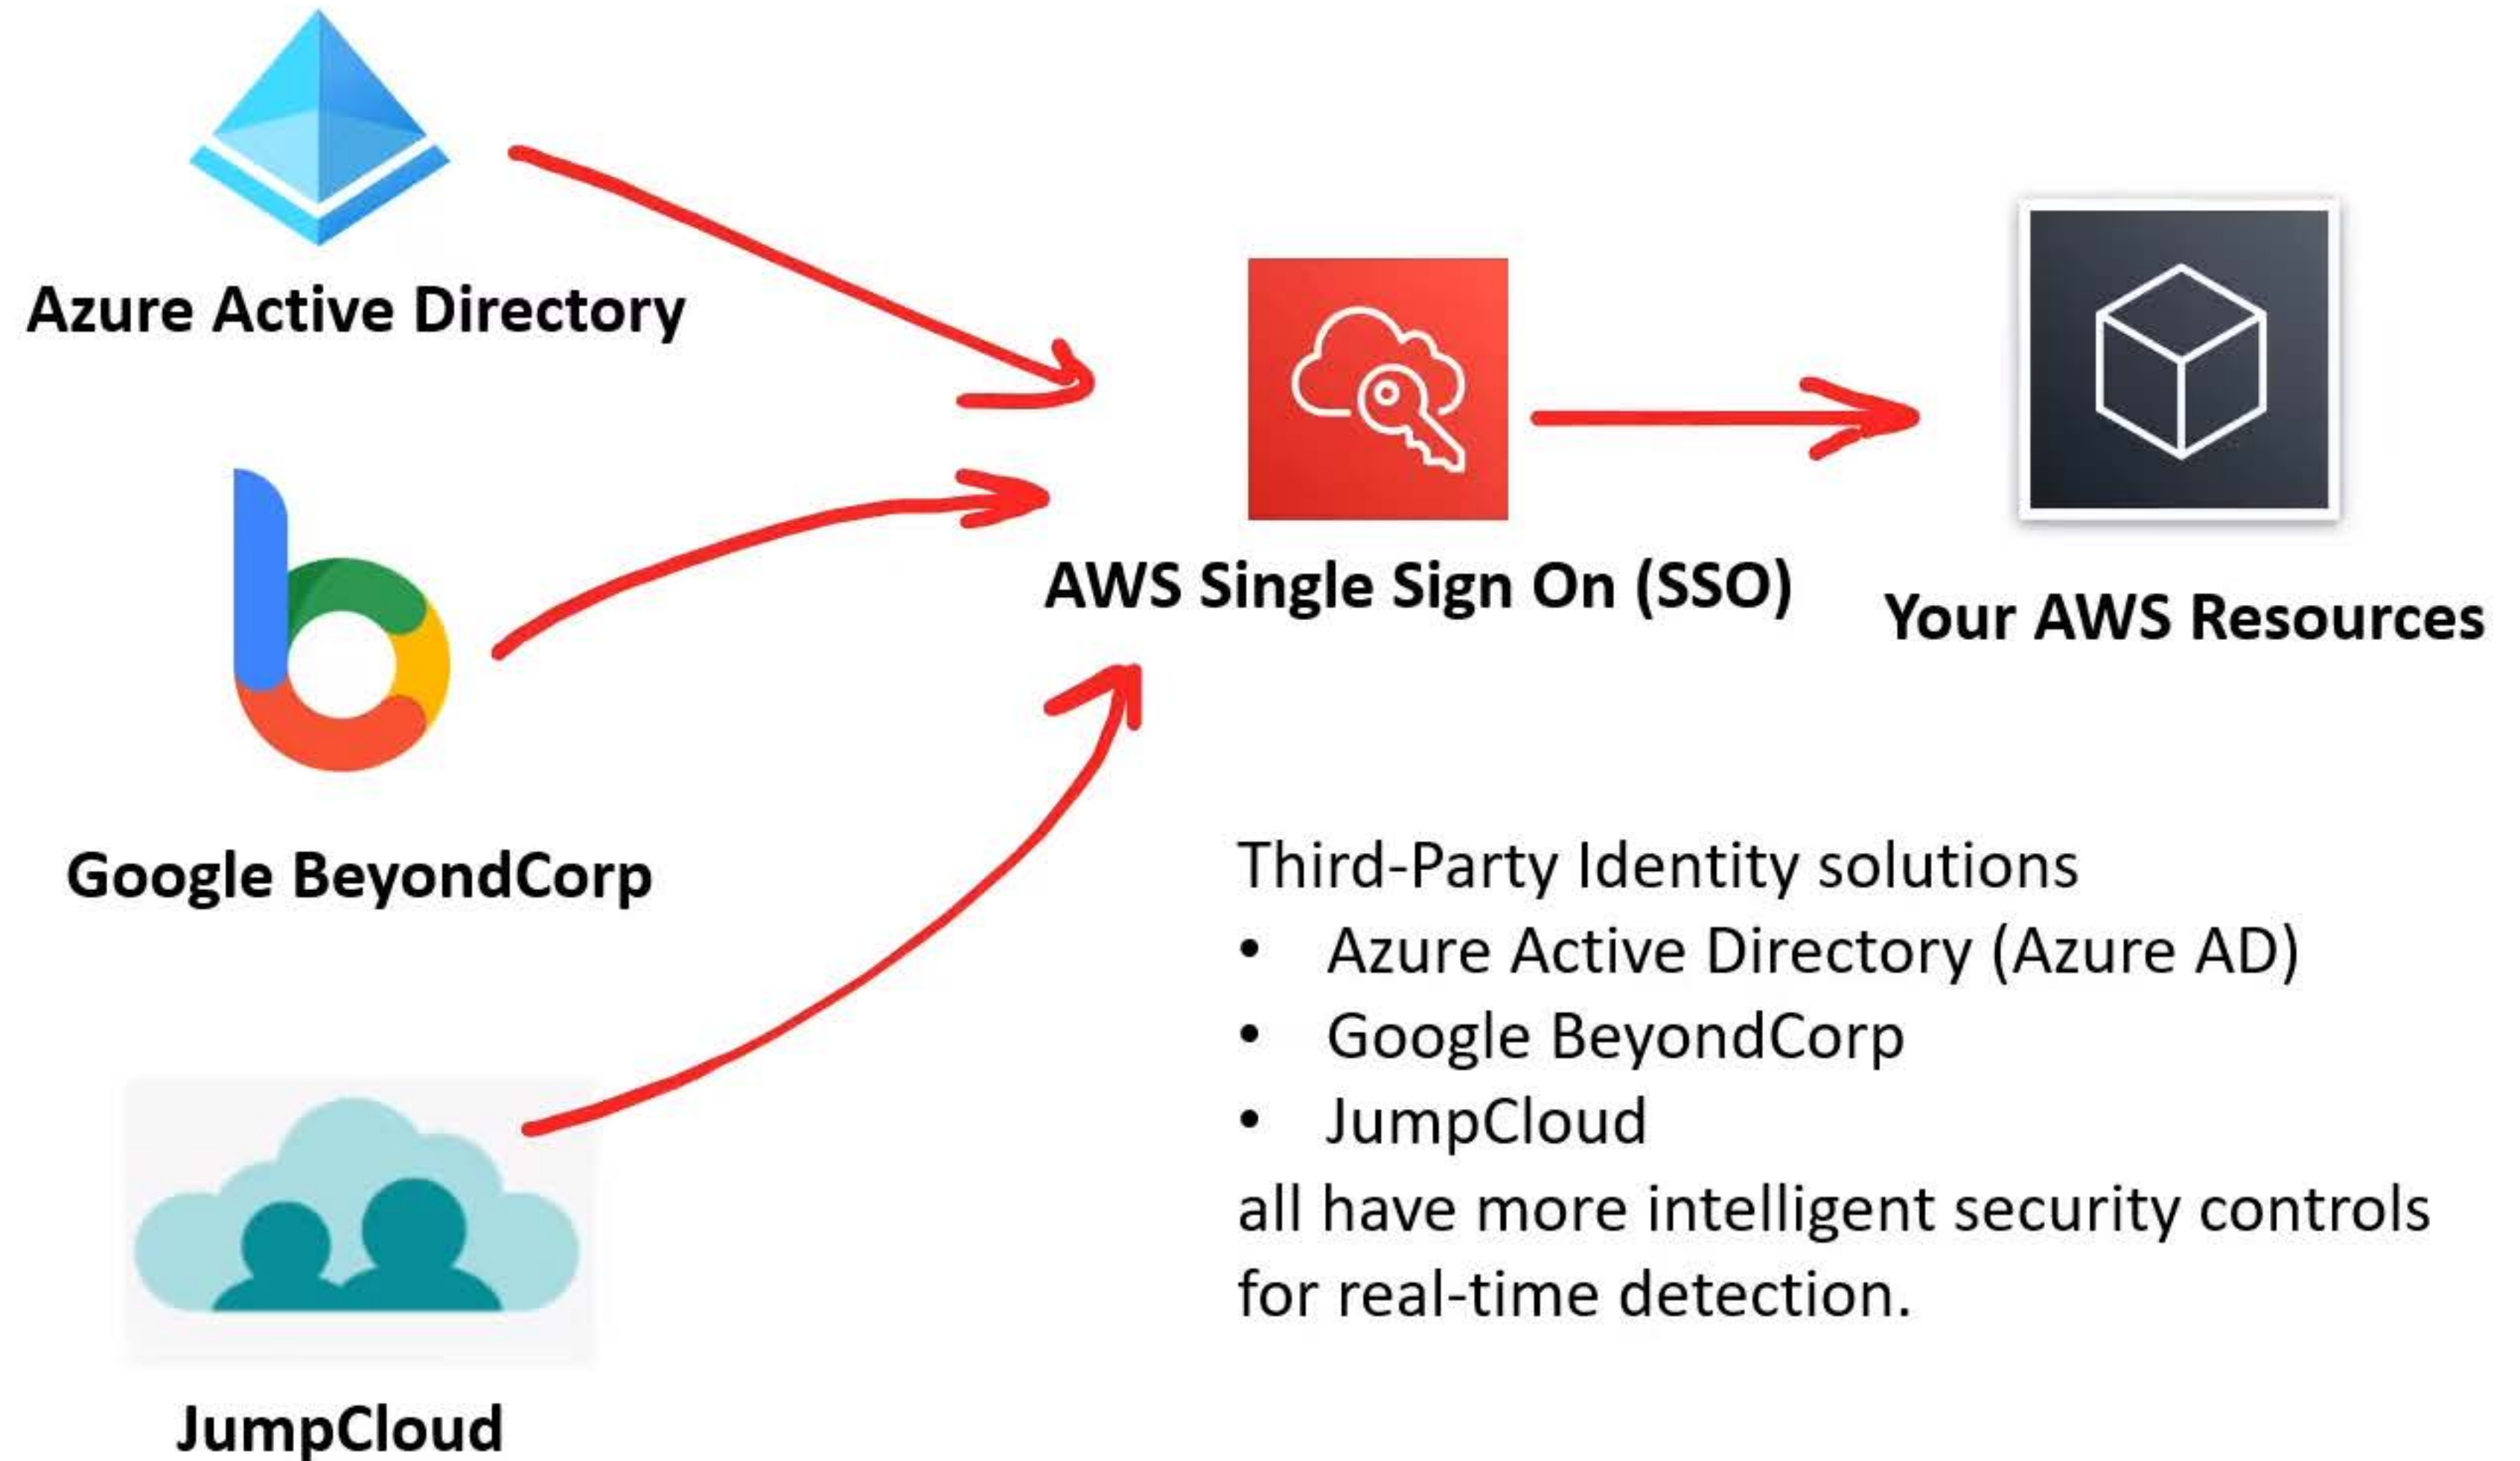 Azure Active Directory
Google BeyondCorp
JumpCloud
AWS Single Sign On (SSO)
Your AWS Resources
Third-Party Identity solutions
• Azure Active Directory (Azure AD)
• Google BeyondCorp
• JumpCloud
all have more intelligent security controls
for real-time detection.